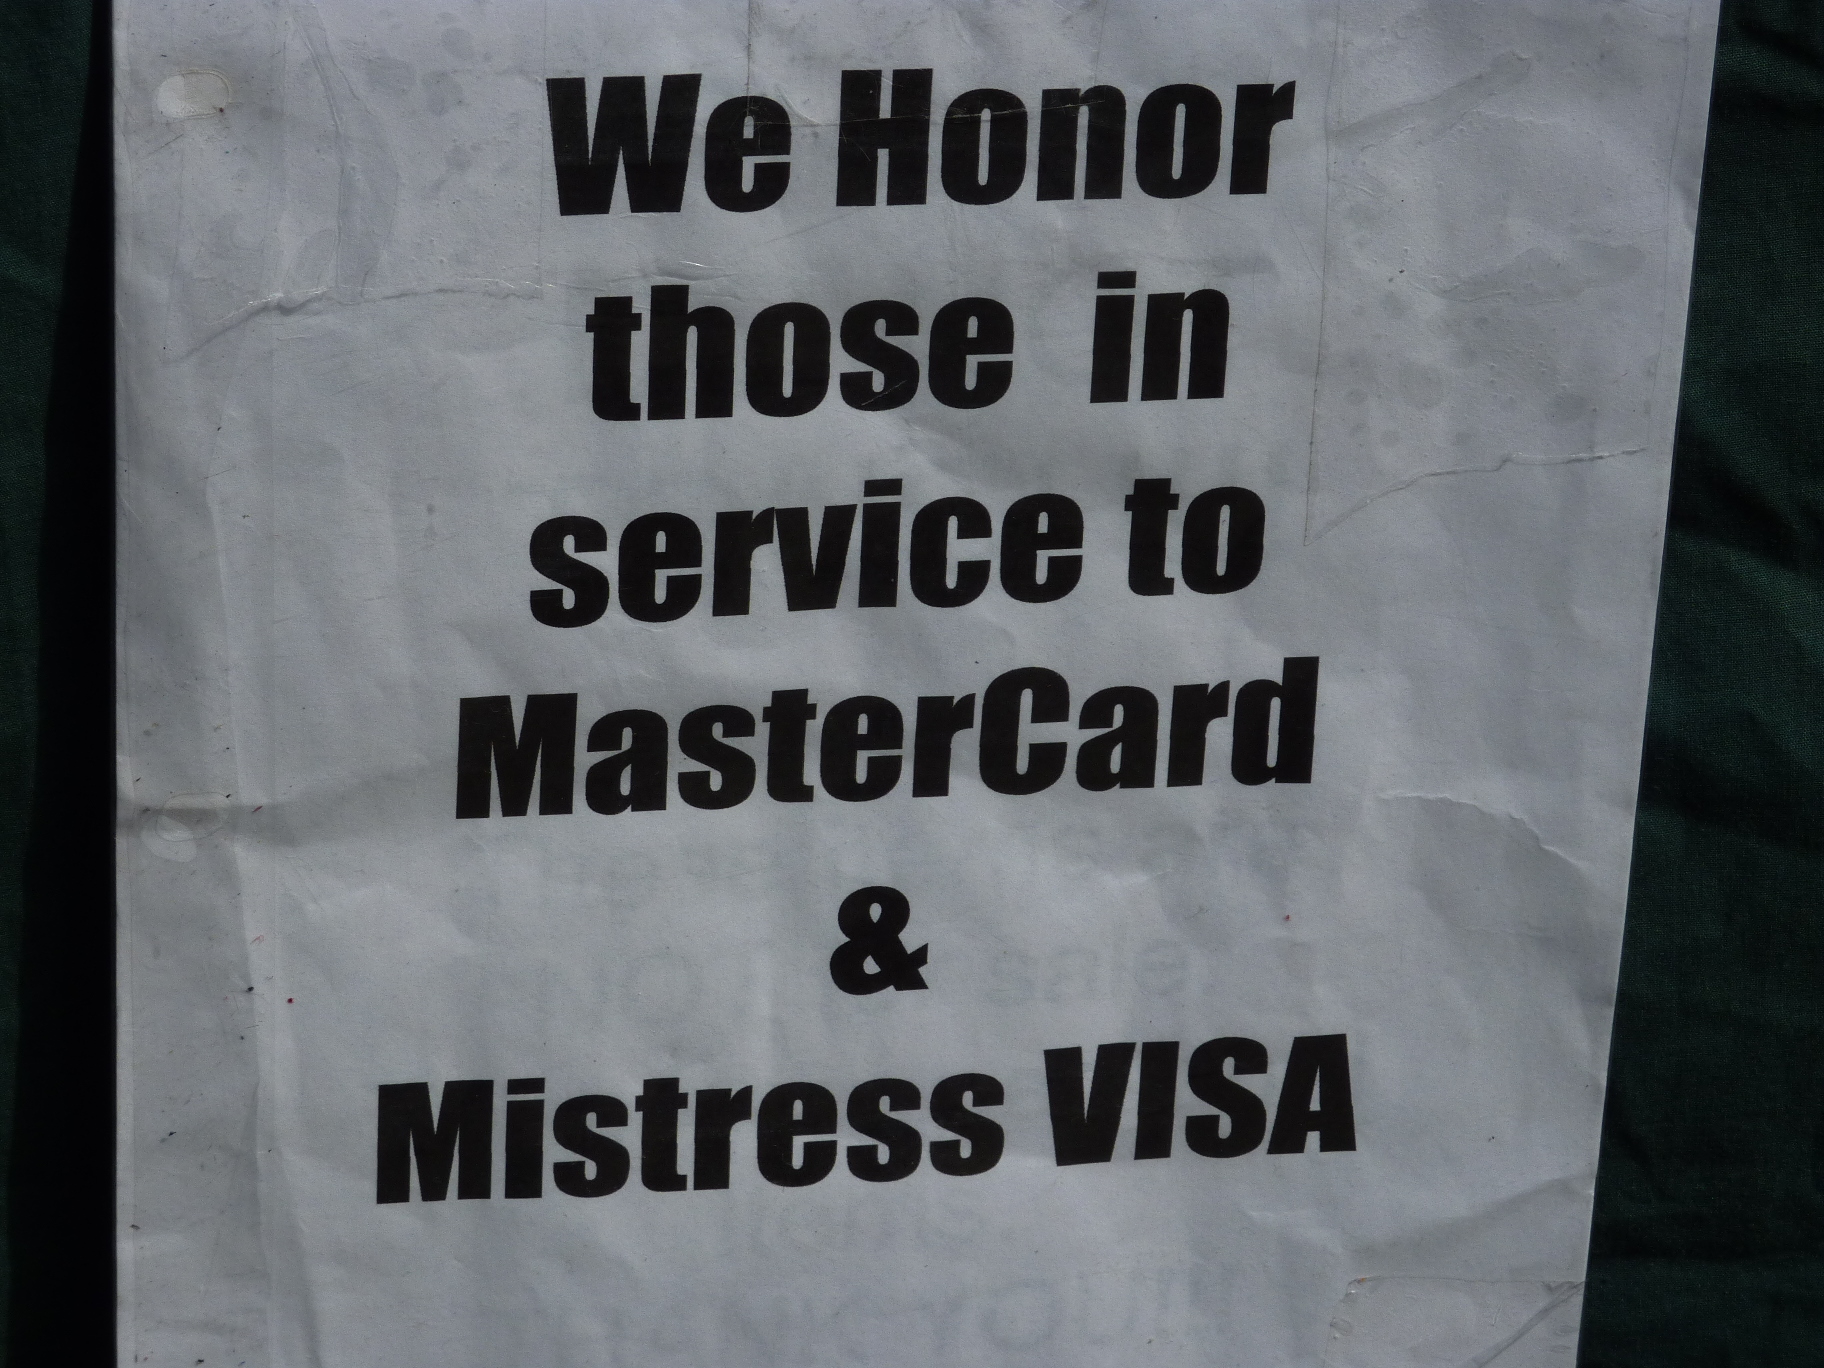 We Honor
those in
service to
MasterCard
&
Mistress VISA